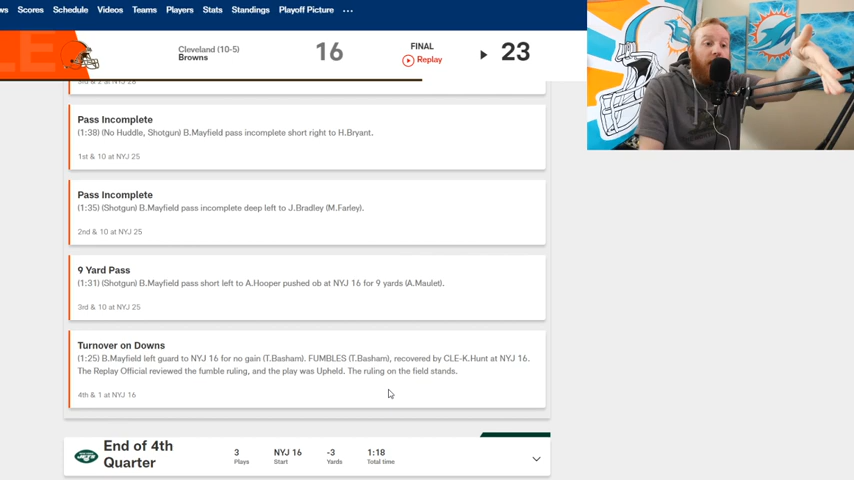 Scores Schedule Videos Teams Players Stats Standings Playoff Picture ...
Cleveland (10-5)
Browns
16
FINAL
Replay
23
Pass Incomplete
(1:38) (No Huddle, Shotgun) B.Mayfield pass incomplete short right to H.Bryant.
1st & 10 at NYJ 25
Pass Incomplete
(1:35) (Shotgun) B.Mayfield pass incomplete deep left to J.Bradley (M.Farley).
2nd & 10 at NYJ 25
9 Yard Pass
(1:31) (Shotgun) B.Mayfield pass short left to A.Hooper pushed ob at NYJ 16 for 9 yards (A.Maulet).
3rd & 10 at NYJ 25
Turnover on Downs
(1:25) B.Mayfield left guard to NYJ 16 for no gain (T.Basham). FUMBLES (T.Basham), recovered by CLE-K.Hunt at NYJ 16.
The Replay Official reviewed the fumble ruling, and the play was Upheld. The ruling on the field stands.
4th & 1 at NYJ 16
End of 4th
Quarter
3
Plays
NYJ 16
Start
-3
Yards
1:18
Total time